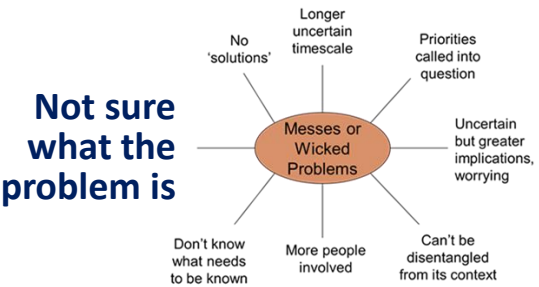 Longer
uncertain
timescale
No
‘solutions’
Priorities
called into
question
Not sure
what the
problem is
Messes or
Wicked
Problems
Uncertain
but greater
implications,
worrying
Don’t know
what needs
to be known
More people
involved
Can’t be
disentangled
from its context